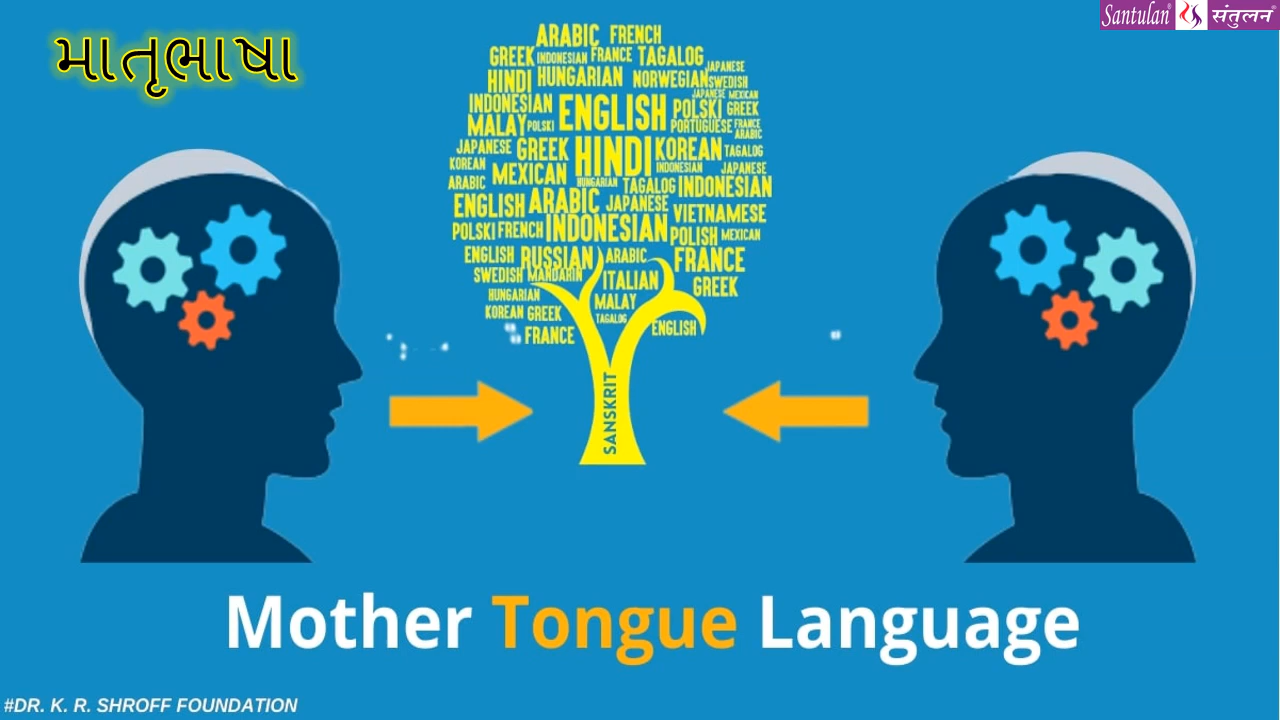 Santulan® संतुलन®
માતૃભાષા
ARABIC FRENCH
GREEK INDONESIAN FRANCE TAGALOG JAPANESE
HINDI HUNGARIAN NORWEGIAN SWEDISH
JAPANESE MEXICAN
INDONESIAN ENGLISH POLSKI GREEK
MALAY POLSKI PORTUGUESE FRANCE
ARABIC
JAPANESE GREEK HINDI KOREAN TAGALOG
KOREAN MEXICAN INDONESIAN JAPANESE
ARABIC HUNGARIAN TAGALOG INDONESIAN
ENGLISH ARABIC JAPANESE VIETNAMESE
POLSKI FRENCH INDONESIAN POLISH MEXICAN
ENGLISH RUSSIAN ARABIC FRANCE
SWEDISH MANDARIN ITALIAN GREEK
HUNGARIAN MALAY
KOREAN GREEK TAGALOG ENGLISH
FRANCE
SANSKRIT
Mother Tongue Language
#DR. K. R. SHROFF FOUNDATION